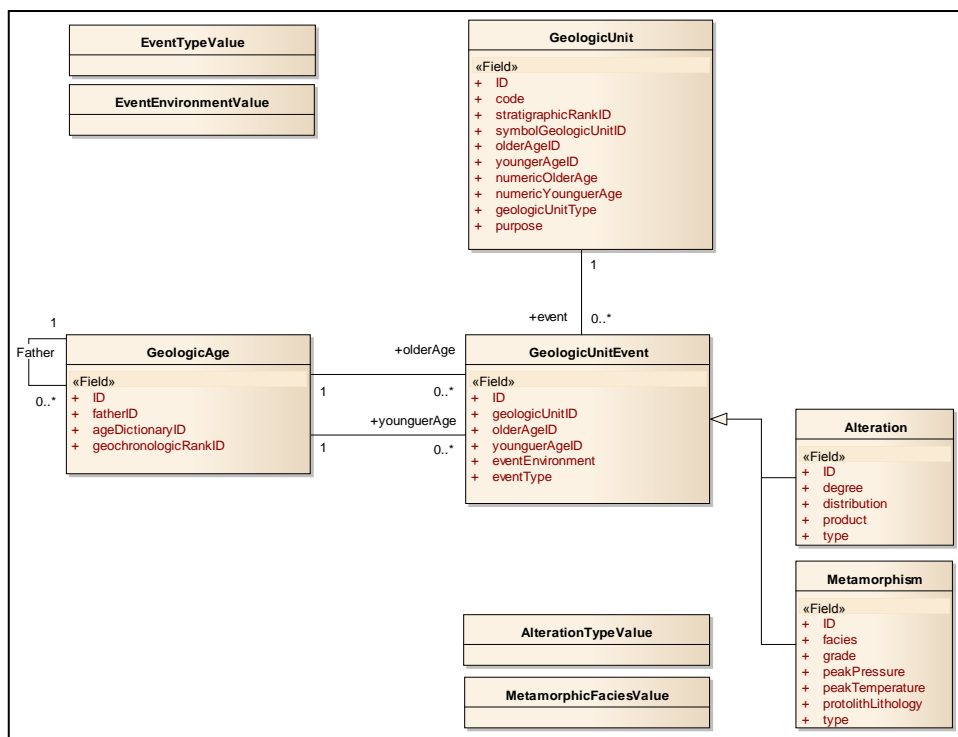 EventTypeValue
EventEnvironmentValue
GeologicUnit
«Field»
+ ID
+ code
+ stratigraphicRankID
+ symbolGeologicUnitID
+ olderAgeID
+ youngerAgeID
+ numericOlderAge
+ numericYounguerAge
+ geologicUnitType
+ purpose
1
+event
0..*
1
Father
0..*
GeologicAge
«Field»
+ ID
+ fatherID
+ ageDictionaryID
+ geochronologicRankID
+olderAge
1
0..*
+younguerAge
1
0..*
GeologicUnitEvent
«Field»
+ ID
+ geologicUnitID
+ olderAgeID
+ younguerAgeID
+ eventEnvironment
+ eventType
Alteration
«Field»
+ ID
+ degree
+ distribution
+ product
+ type
Metamorphism
«Field»
+ ID
+ facies
+ grade
+ peakPressure
+ peakTemperature
+ protolithLithology
+ type
AlterationTypeValue
MetamorphicFaciesValue